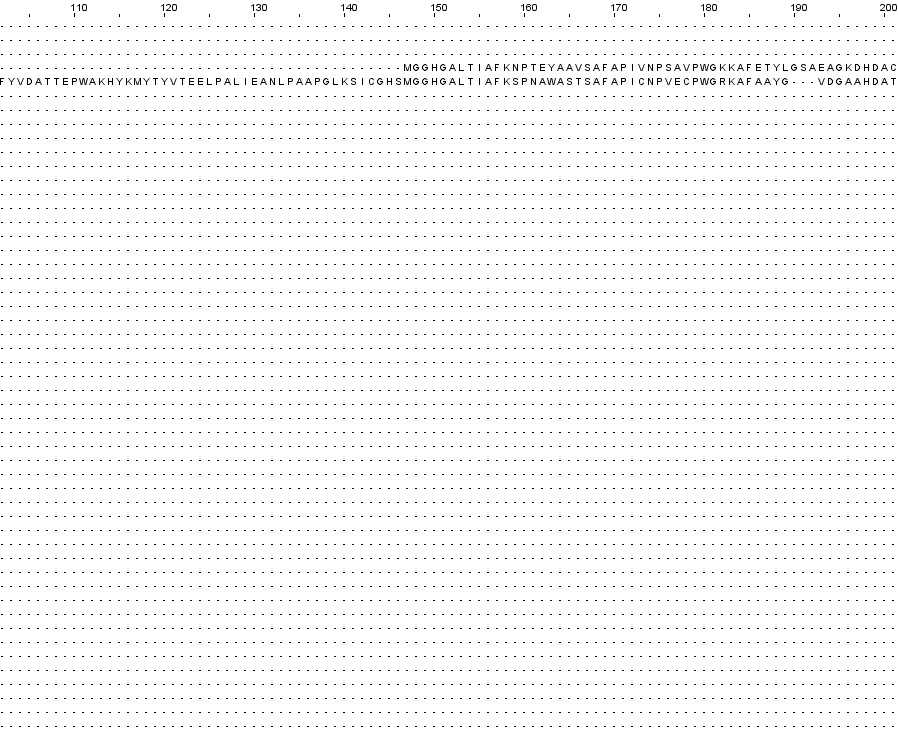 110 120 130 140 150 160 170 180 190 200
---------------------------------------------MGGHGALTIAFKNPTEYAAVSAFAPIVNPSAVPWGKKAFETYLGSAEAGKDHDAC
FYVDATTEPWAKHYKMYTYVTEELPALIEANLPAAPGLKSICGHSMGGHGALTIAFKSPNAWASTSAFAPICNPVECPWGRKAFAAYG---VDGAAHDAT